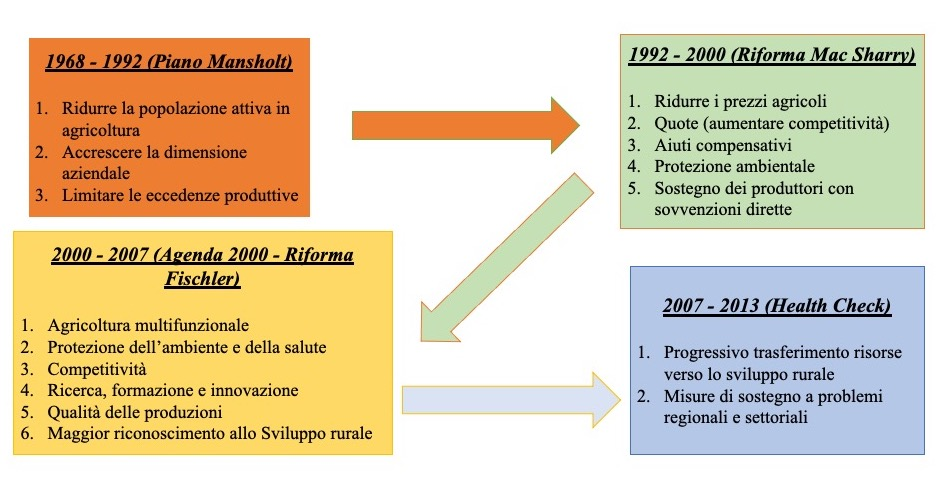 1968 - 1992 (Piano Mansholt)
1. Ridurre la popolazione attiva in
agricoltura
2. Accrescere la dimensione
aziendale
3. Limitare le eccedenze produttive
1992 - 2000 (Riforma Mac Sharry)
1. Ridurre i prezzi agricoli
2. Quote (aumentare competitività)
3. Aiuti compensativi
4. Protezione ambientale
5. Sostegno dei produttori con
sovvenzioni dirette
2000 - 2007 (Agenda 2000 - Riforma
Fischler)
1. Agricoltura multifunzionale
2. Protezione dell’ambiente e della salute
3. Competitività
4. Ricerca, formazione e innovazione
5. Qualità delle produzioni
6. Maggior riconoscimento allo Sviluppo rurale
2007 - 2013 (Health Check)
1. Progressivo trasferimento risorse
verso lo sviluppo rurale
2. Misure di sostegno a problemi
regionali e settoriali